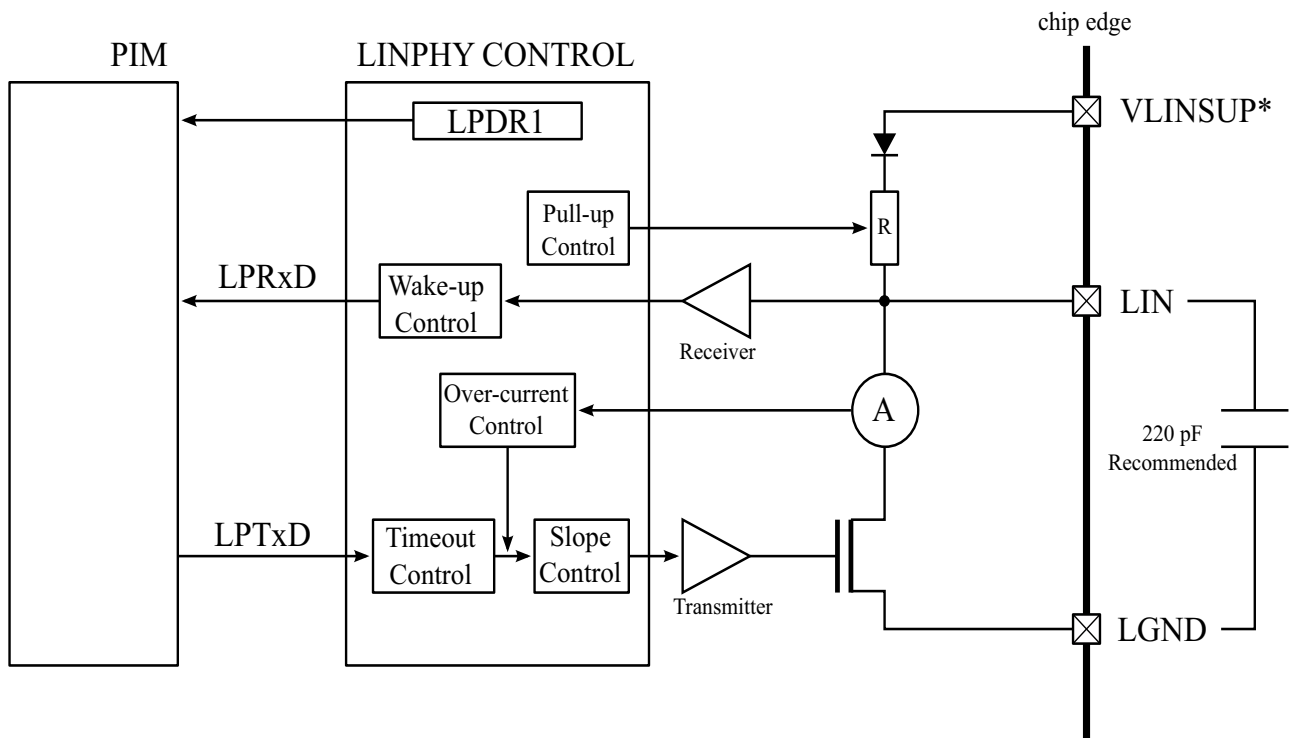 chip edge
PIM
LINPHY CONTROL
LPDR1
VLINSUP*
Pull-up
Control
R
LPRxD
Wake-up
Control
Receiver
LIN
Over-current
Control
A
220 pF
Recommended
LPTxD
Timeout
Control
Slope
Control
Transmitter
LGND